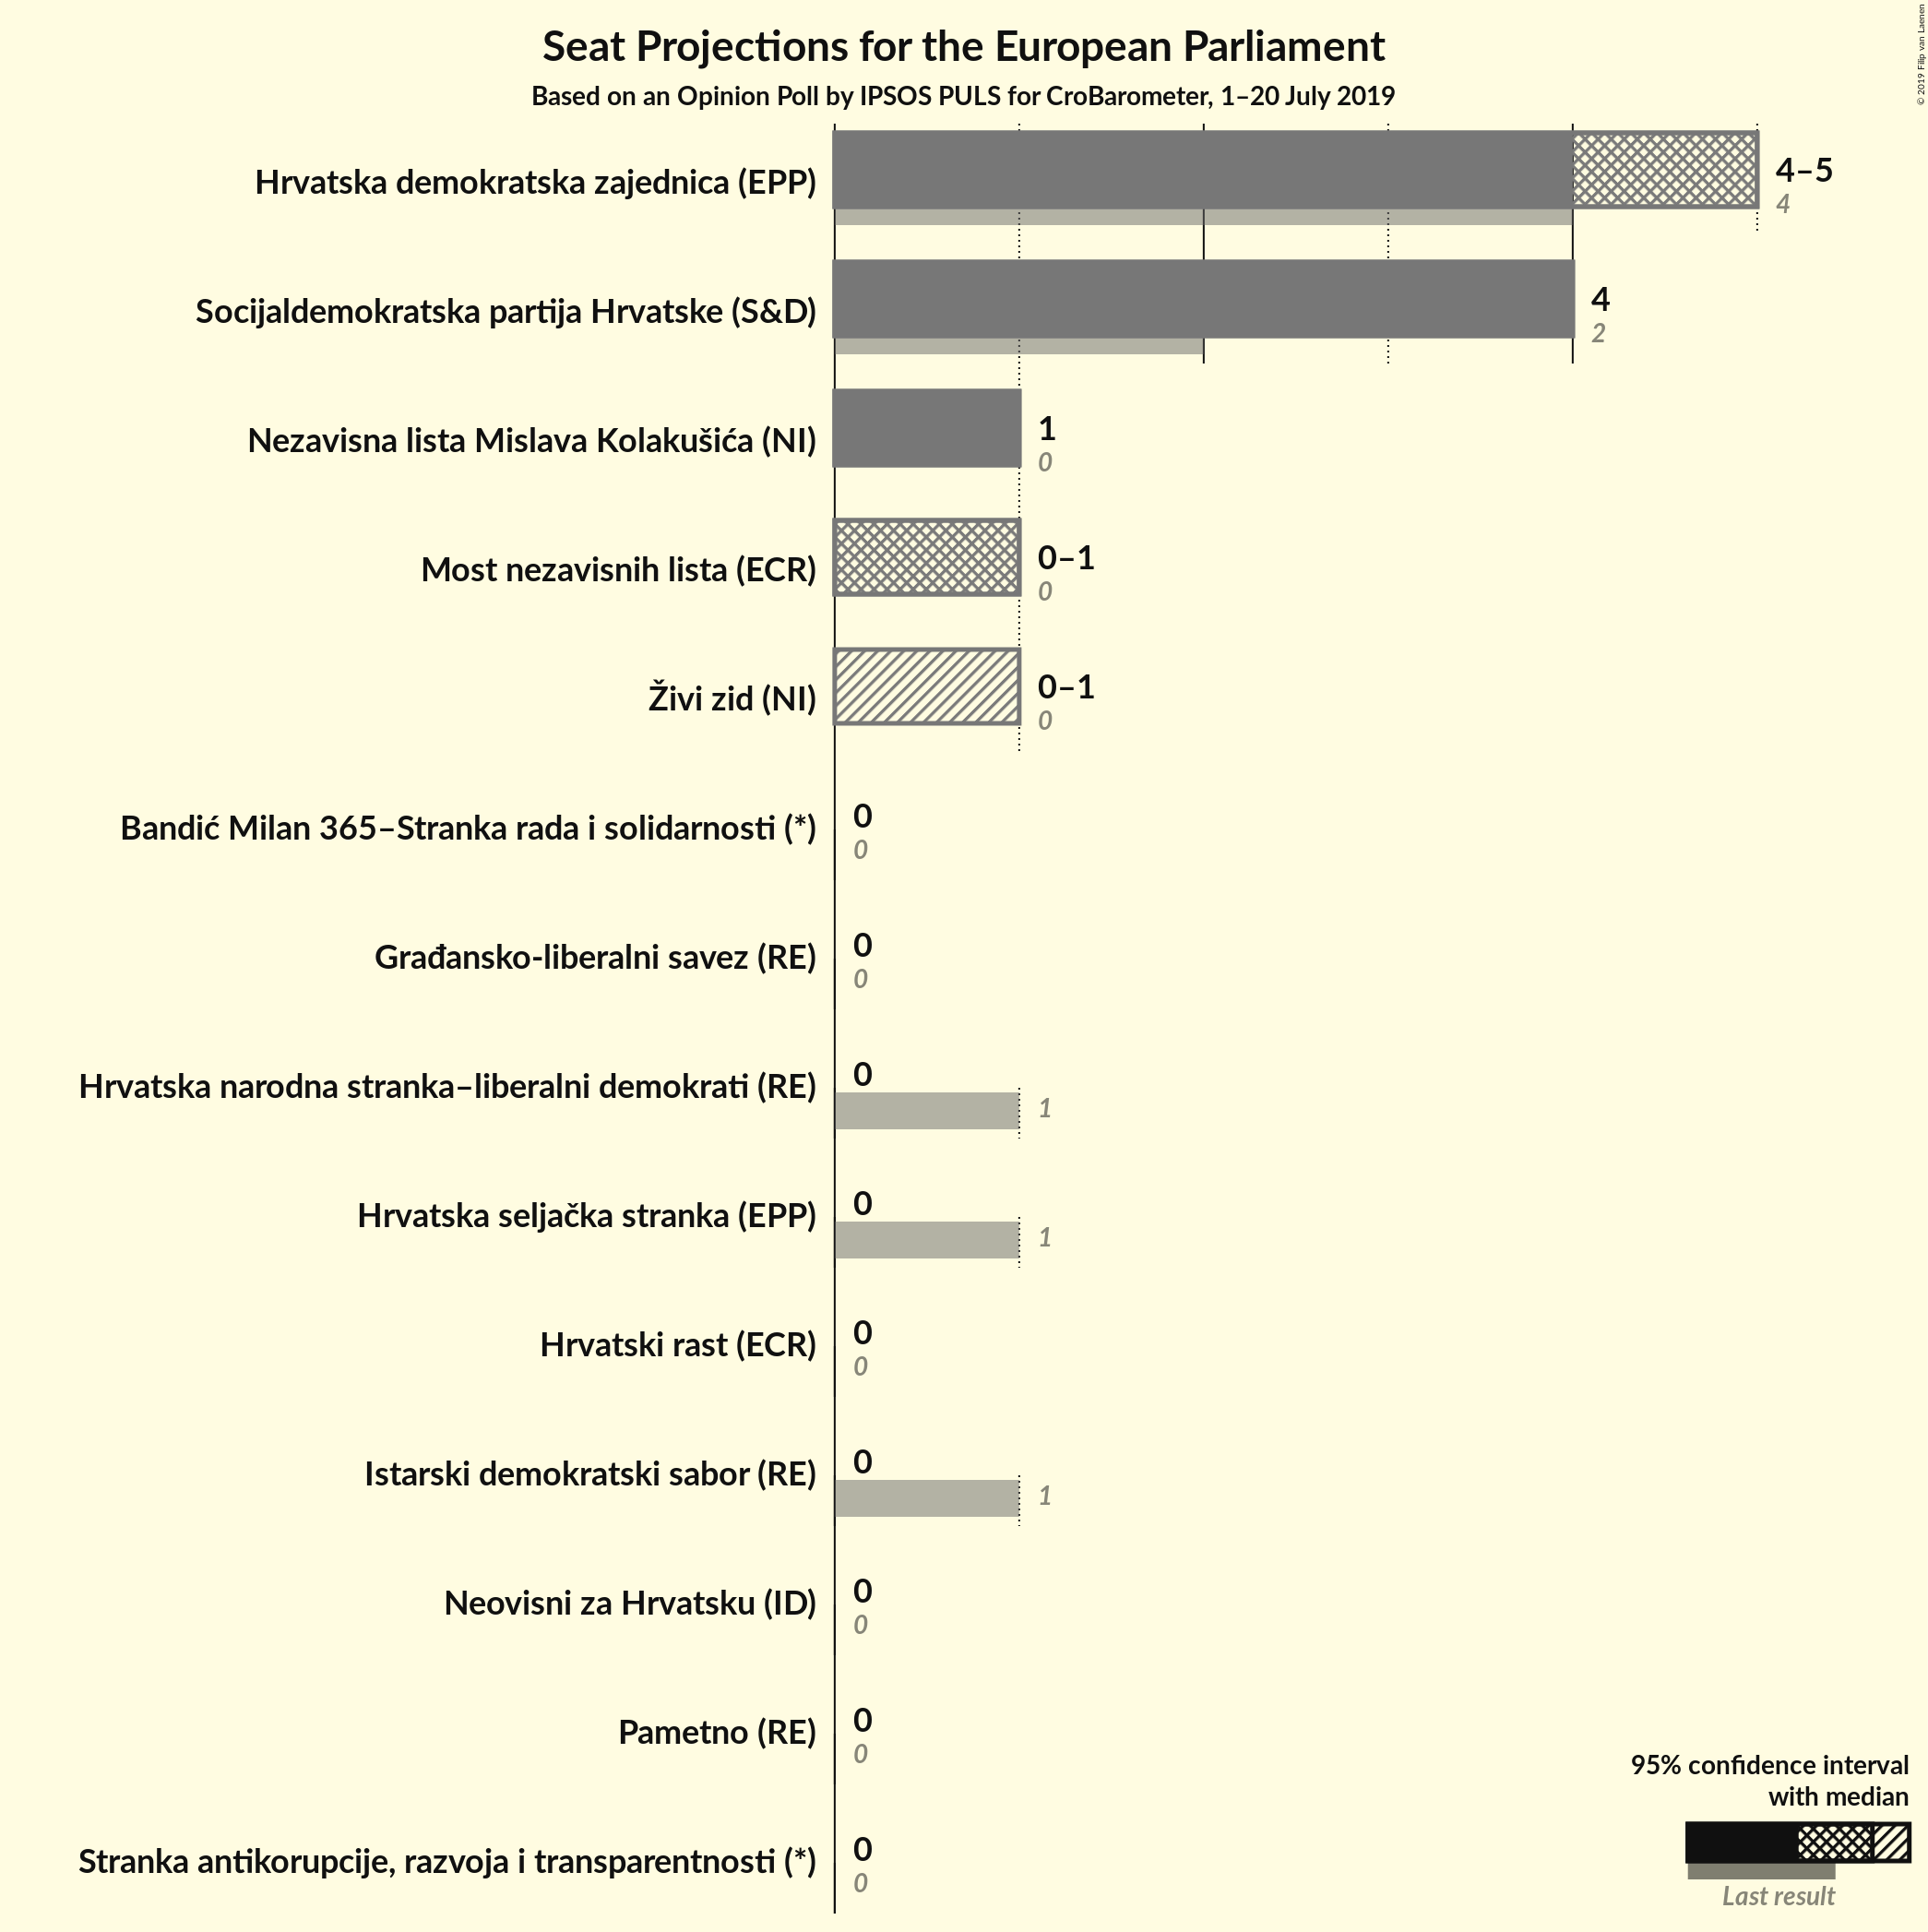 Seat Projections for the European Parliament
Based on an Opinion Poll by IPSOS PULS for CroBarometer, 1–20 July 2019
© 2019 Filip van Laenen
Hrvatska demokratska zajednica (EPP)
4–5
4
Socijaldemokratska partija Hrvatske (S&D)
4
2
Nezavisna lista Mislava Kolakušića (NI)
1
0
Most nezavisnih lista (ECR)
0–1
0
Živi zid (NI)
0–1
0
Bandić Milan 365–Stranka rada i solidarnosti (*)
0
0
Građansko-liberalni savez (RE)
0
0
Hrvatska narodna stranka–liberalni demokrati (RE)
0
1
Hrvatska seljačka stranka (EPP)
0
1
Hrvatski rast (ECR)
0
0
Istarski demokratski sabor (RE)
0
1
Neovisni za Hrvatsku (ID)
0
0
Pametno (RE)
0
0
Stranka antikorupcije, razvoja i transparentnosti (*)
0
0
95% confidence interval
with median
Last result